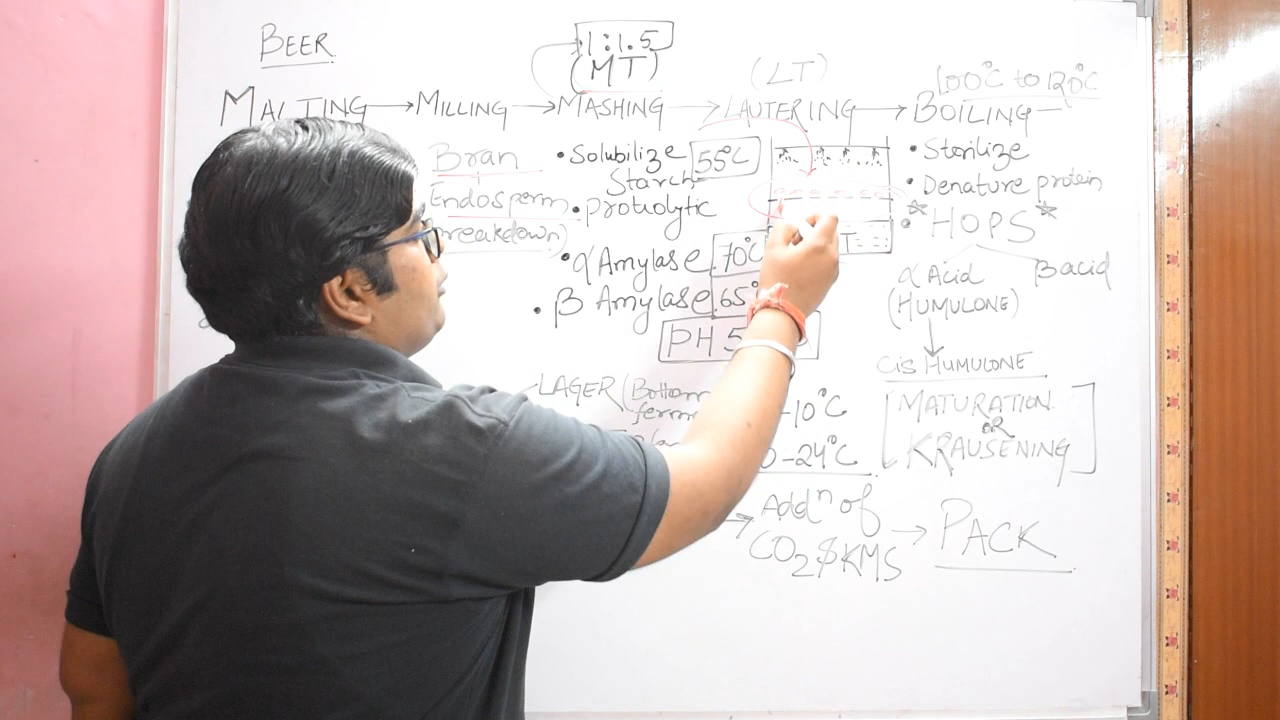 BEER
1:1.5
(MT)
(LT)
100°C to 120°C
MALTING → MILLING → MASHING → LAUTERING → BOILING
Bran
Endosperm
breakdown)
• Solubilize
Starch
55°C
• protiolytic
• α Amylase 70°C
• β Amylase 65°
PH 5
• Sterilize
• Denature protein
• * HOPS *
α Acid
(HUMULONE)
β acid
Cis HUMULONE
LAGER (Bottom
-10°C
-24°C
[MATURATION
OR
KRAUSENING]
→ Addⁿ of
CO2 & KMS
→ PACK